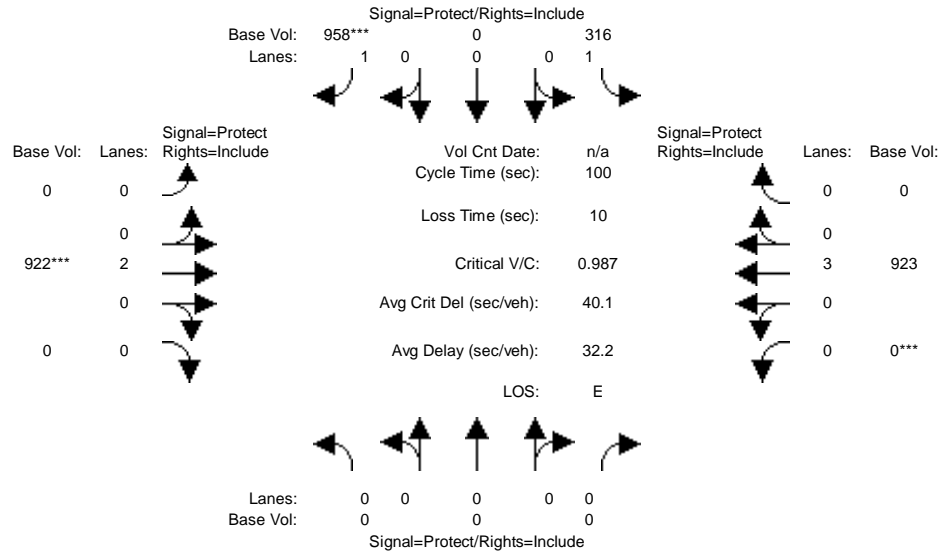 Signal=Protect/Rights=Include
Base Vol: 958*** 0 316
Lanes: 1 0 0 0 1
Signal=Protect
Base Vol: Lanes: Rights=Include
0 0
0
922*** 2
0
0 0
Vol Cnt Date: n/a
Cycle Time (sec): 100
Loss Time (sec): 10
Critical V/C: 0.987
Avg Crit Del (sec/veh): 40.1
Avg Delay (sec/veh): 32.2
LOS: E
Signal=Protect
Rights=Include Lanes: Base Vol:
0 0
0
3 923
0
0 0***
Lanes: 0 0 0 0 0
Base Vol: 0 0 0
Signal=Protect/Rights=Include